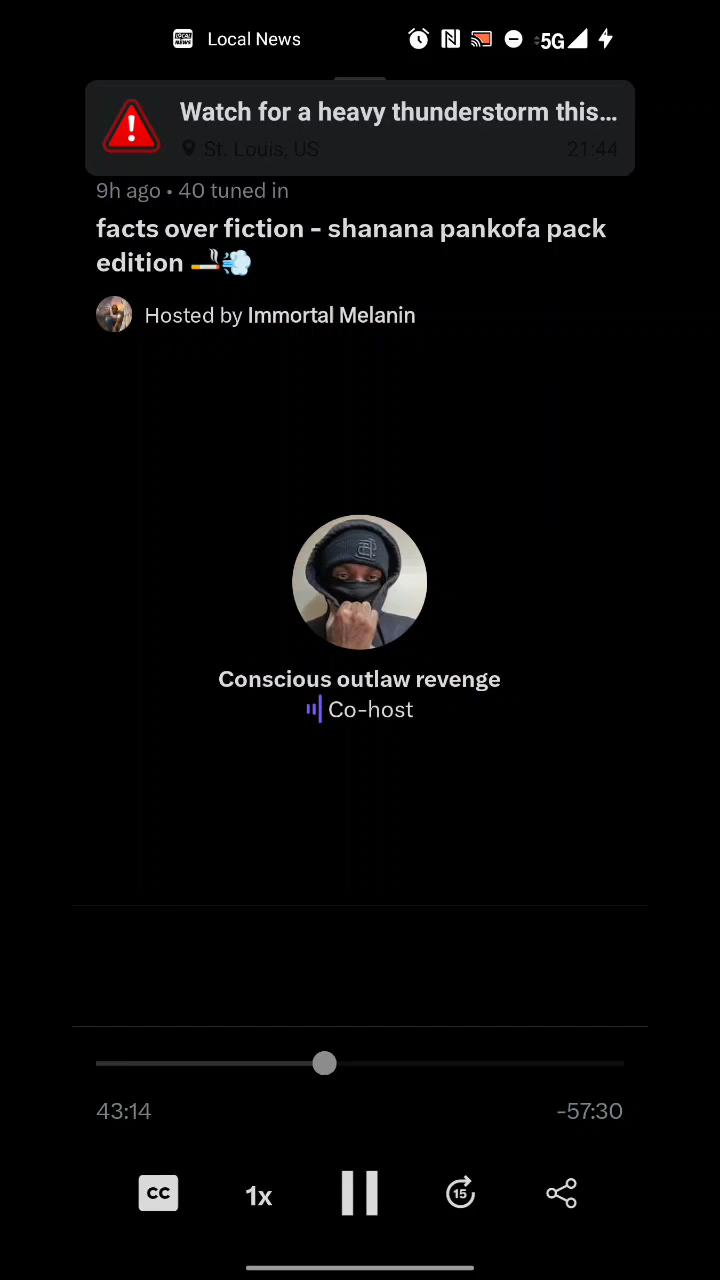 LOCAL NEWS
Local News
5G
Watch for a heavy thunderstorm this…
St. Louis, US
21:44
9h ago • 40 tuned in
facts over fiction - shanana pankofa pack
edition
Hosted by Immortal Melanin
Conscious outlaw revenge
Co-host
43:14
-57:30
CC
1x
15